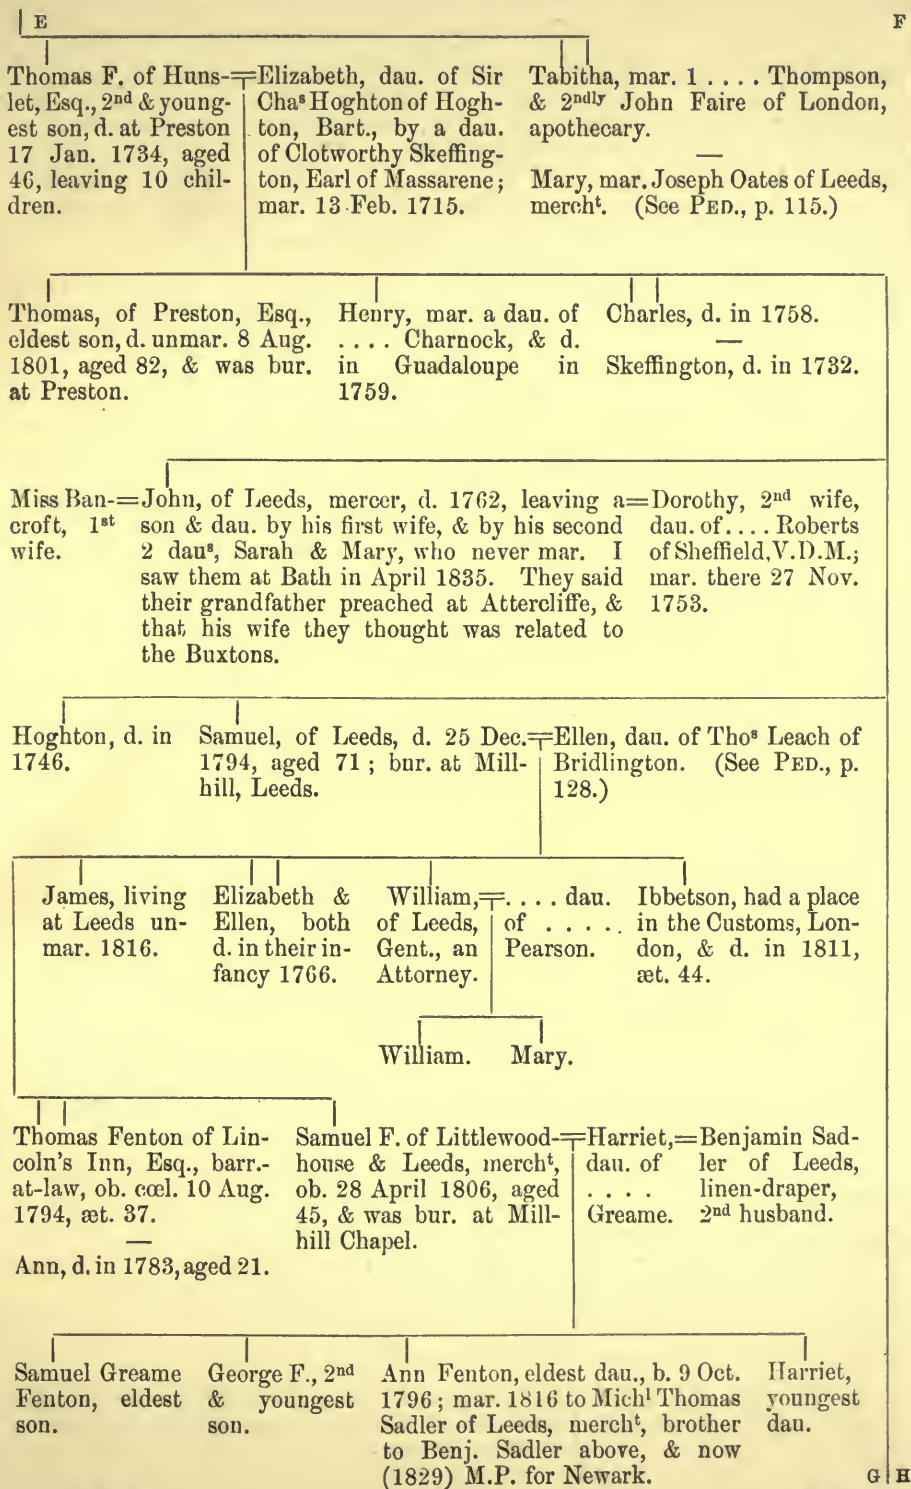 E
F
Thomas F. of Huns-
let, Esq., 2nd & young-
est son, d. at Preston
17 Jan. 1734, aged
46, leaving 10 chil-
dren.
Elizabeth, dau. of Sir
Chas Hoghton of Hogh-
ton, Bart., by a dau.
of Clotworthy Skeffing-
ton, Earl of Massarene;
mar. 13 Feb. 1715.
Tabitha, mar. 1 . . . . Thompson,
& 2ndly John Faire of London,
apothecary.
—
Mary, mar. Joseph Oates of Leeds,
mercht. (See PED., p. 115.)
Thomas, of Preston, Esq.,
eldest son, d. unmar. 8 Aug.
1801, aged 82, & was bur.
at Preston.
Henry, mar. a dau. of
. . . . Charnock, & d.
in Guadaloupe in
1759.
Charles, d. in 1758.
—
Skeffington, d. in 1732.
Miss Ban-
croft, 1st
wife.
=John, of Leeds, mercer, d. 1762, leaving a
son & dau. by his first wife, & by his second
2 daus, Sarah & Mary, who never mar. I
saw them at Bath in April 1835. They said
their grandfather preached at Attercliffe, &
that his wife they thought was related to
the Buxtons.
=Dorothy, 2nd wife,
dau. of . . . . Roberts
of Sheffield, V.D.M.;
mar. there 27 Nov.
1753.
Hoghton, d. in
1746.
Samuel, of Leeds, d. 25 Dec.
1794, aged 71 ; bur. at Mill-
hill, Leeds.
Ellen, dau. of Thos Leach of
Bridlington. (See PED., p.
128.)
James, living
at Leeds un-
mar. 1816.
Elizabeth &
Ellen, both
d. in their in-
fancy 1766.
William,
of Leeds,
Gent., an
Attorney.
. . . . dau.
of . . . . .
Pearson.
Ibbetson, had a place
in the Customs, Lon-
don, & d. in 1811,
æt. 44.
William. Mary.
Thomas Fenton of Lin-
coln's Inn, Esq., barr.-
at-law, ob. cœl. 10 Aug.
1794, æt. 37.
—
Ann, d. in 1783, aged 21.
Samuel F. of Littlewood-
house & Leeds, mercht,
ob. 28 April 1806, aged
45, & was bur. at Mill-
hill Chapel.
Harriet,
dau. of
. . . .
Greame.
=Benjamin Sad-
ler of Leeds,
linen-draper,
2nd husband.
Samuel Greame
Fenton, eldest
son.
George F., 2nd
& youngest
son.
Ann Fenton, eldest dau., b. 9 Oct.
1796 ; mar. 1816 to Michl Thomas
Sadler of Leeds, mercht, brother
to Benj. Sadler above, & now
(1829) M.P. for Newark.
Harriet,
youngest
dau.
G H